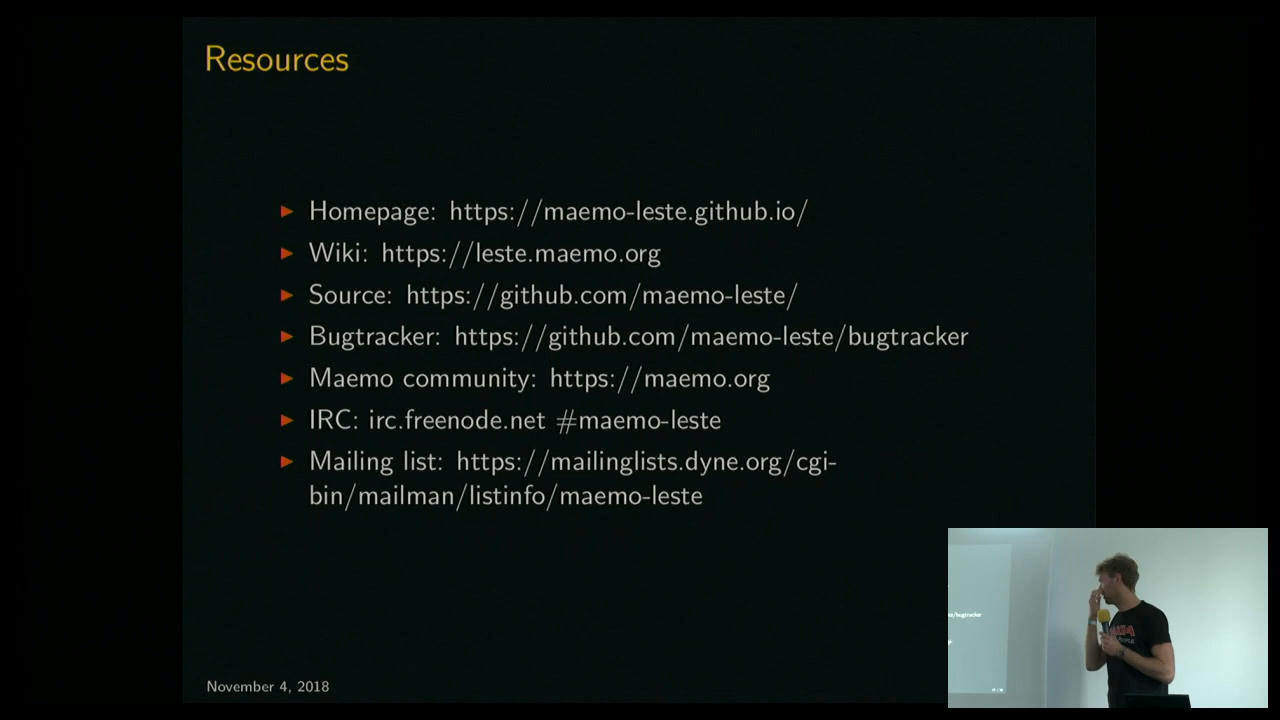 Resources
► Homepage: https://maemo-leste.github.io/
► Wiki: https://leste.maemo.org
► Source: https://github.com/maemo-leste/
► Bugtracker: https://github.com/maemo-leste/bugtracker
► Maemo community: https://maemo.org
► IRC: irc.freenode.net #maemo-leste
► Mailing list: https://mailinglists.dyne.org/cgi-
bin/mailman/listinfo/maemo-leste
November 4, 2018